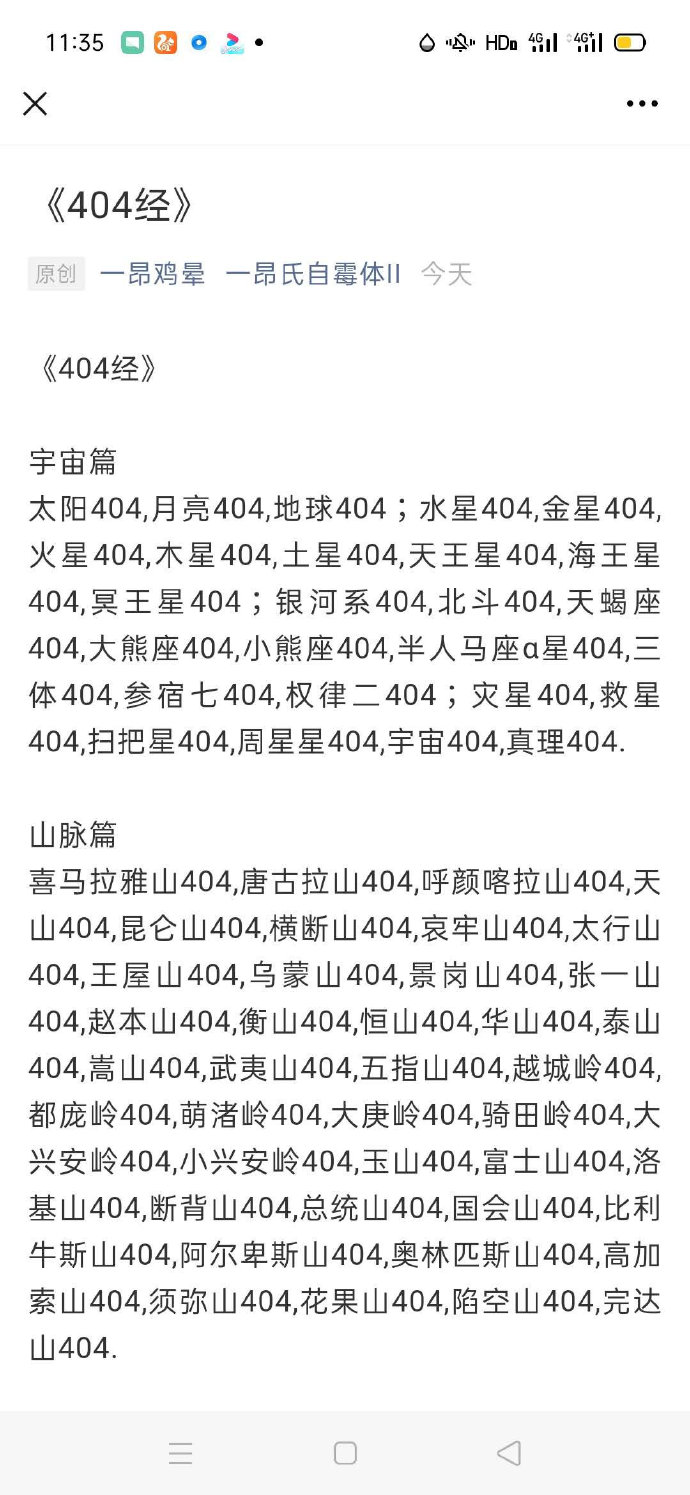 11:35
HD
4G
4G+
《404经》
原创 一昂鸡晕 一昂氏自霉体II 今天
《404经》
宇宙篇
太阳404,月亮404,地球404；水星404,金星404,
火星404,木星404,土星404,天王星404,海王星
404,冥王星404；银河系404,北斗404,天蝎座
404,大熊座404,小熊座404,半人马座α星404,三
体404,参宿七404,权律二404；灾星404,救星
404,扫把星404,周星星404,宇宙404,真理404.
山脉篇
喜马拉雅山404,唐古拉山404,呼颜喀拉山404,天
山404,昆仑山404,横断山404,哀牢山404,太行山
404,王屋山404,乌蒙山404,景岗山404,张一山
404,赵本山404,衡山404,恒山404,华山404,泰山
404,嵩山404,武夷山404,五指山404,越城岭404,
都庞岭404,萌渚岭404,大庚岭404,骑田岭404,大
兴安岭404,小兴安岭404,玉山404,富士山404,洛
基山404,断背山404,总统山404,国会山404,比利
牛斯山404,阿尔卑斯山404,奥林匹斯山404,高加
索山404,须弥山404,花果山404,陷空山404,完达
山404.